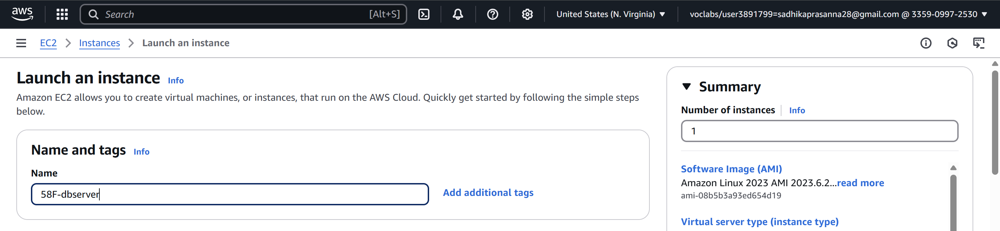 aws
Search [Alt+S]
United States (N. Virginia)
voclabs/user3891799=sadhikaprasanna28@gmail.com @ 3359-0997-2530
EC2 Instances Launch an instance
Launch an instance Info
Amazon EC2 allows you to create virtual machines, or instances, that run on the AWS Cloud. Quickly get started by following the simple steps
below.
Name and tags Info
Name
58F-dbserver
Add additional tags
Summary
Number of instances Info
1
Software Image (AMI)
Amazon Linux 2023 AMI 2023.6.2...read more
ami-08b5b3a93ed654d19
Virtual server type (instance type)